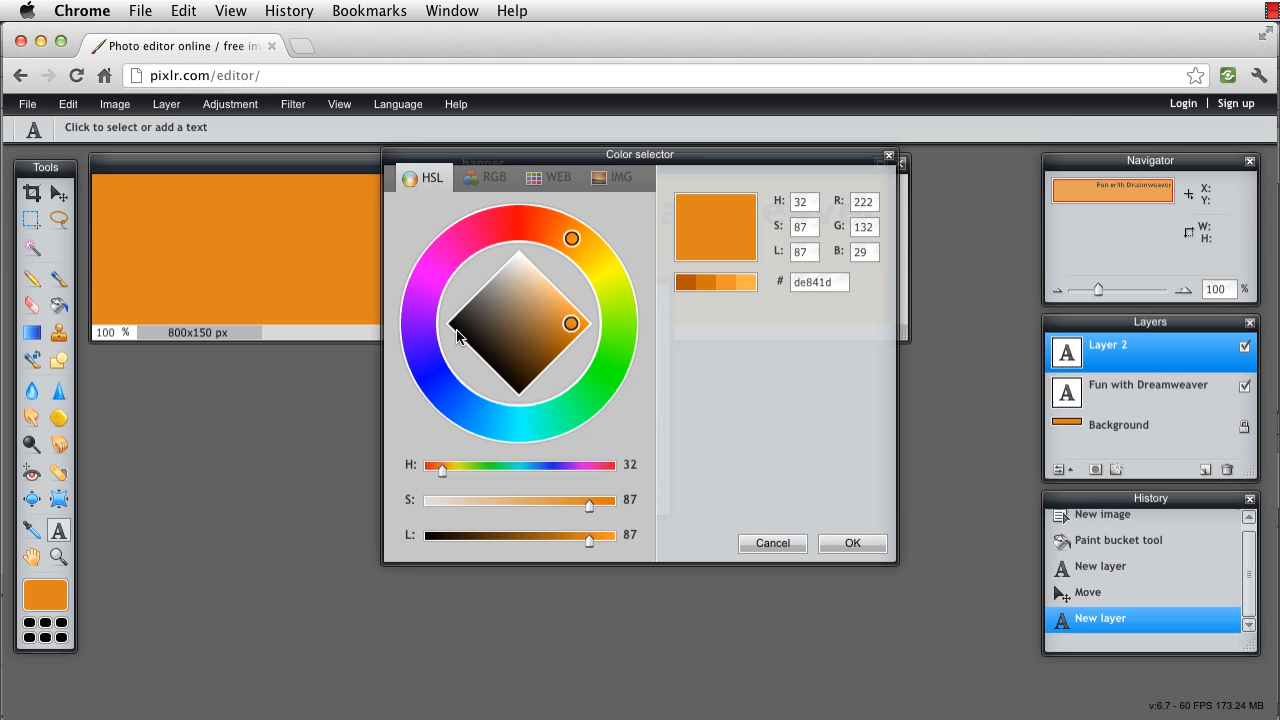 Chrome File Edit View History Bookmarks Window Help
Photo editor online / free im
pixlr.com/editor/
File Edit Image Layer Adjustment Filter View Language Help Login | Sign up
A Click to select or add a text
Tools
100 % 800x150 px
banner
Color selector
HSL RGB WEB IMG
H: 32 R: 222
S: 87 G: 132
L: 87 B: 29
# de841d
H: 32
S: 87
L: 87
Cancel OK
Navigator
Fun with Dreamweaver
X:
Y:
W:
H:
100 %
Layers
A Layer 2
A Fun with Dreamweaver
Background
History
New image
Paint bucket tool
A New layer
Move
A New layer
A
v:6.7 - 60 FPS 173.24 MB